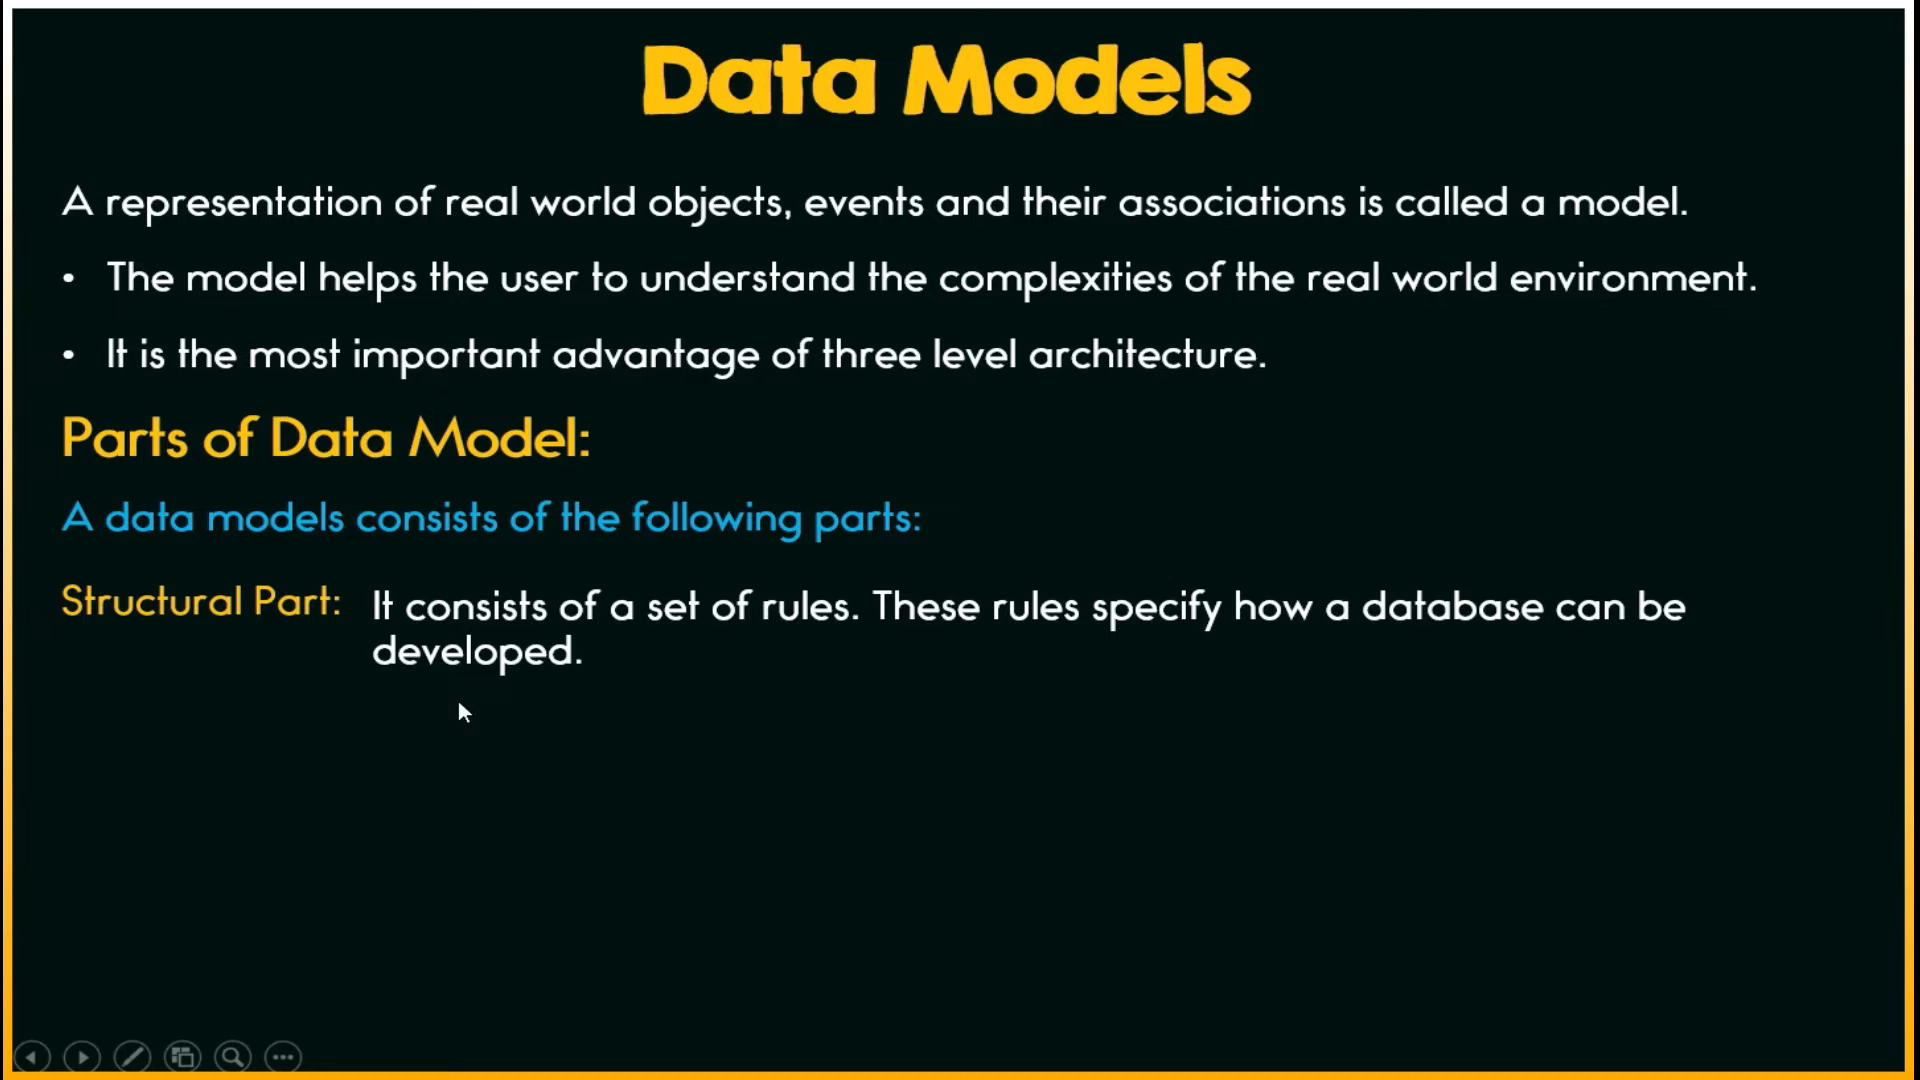 Data Models
A representation of real world objects, events and their associations is called a model.
• The model helps the user to understand the complexities of the real world environment.
• It is the most important advantage of three level architecture.
Parts of Data Model:
A data models consists of the following parts:
Structural Part: It consists of a set of rules. These rules specify how a database can be
developed.